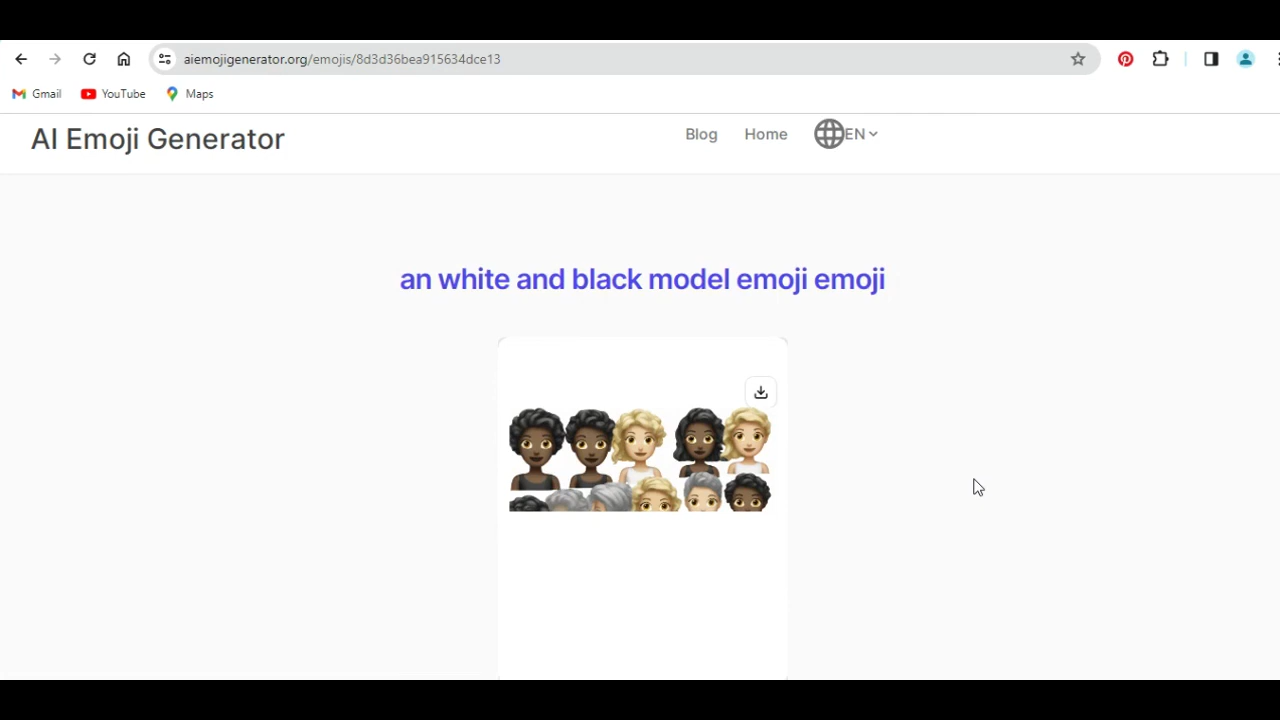 aiemojigenerator.org/emojis/8d3d36bea915634dce13
Gmail YouTube Maps
AI Emoji Generator
Blog Home EN
an white and black model emoji emoji